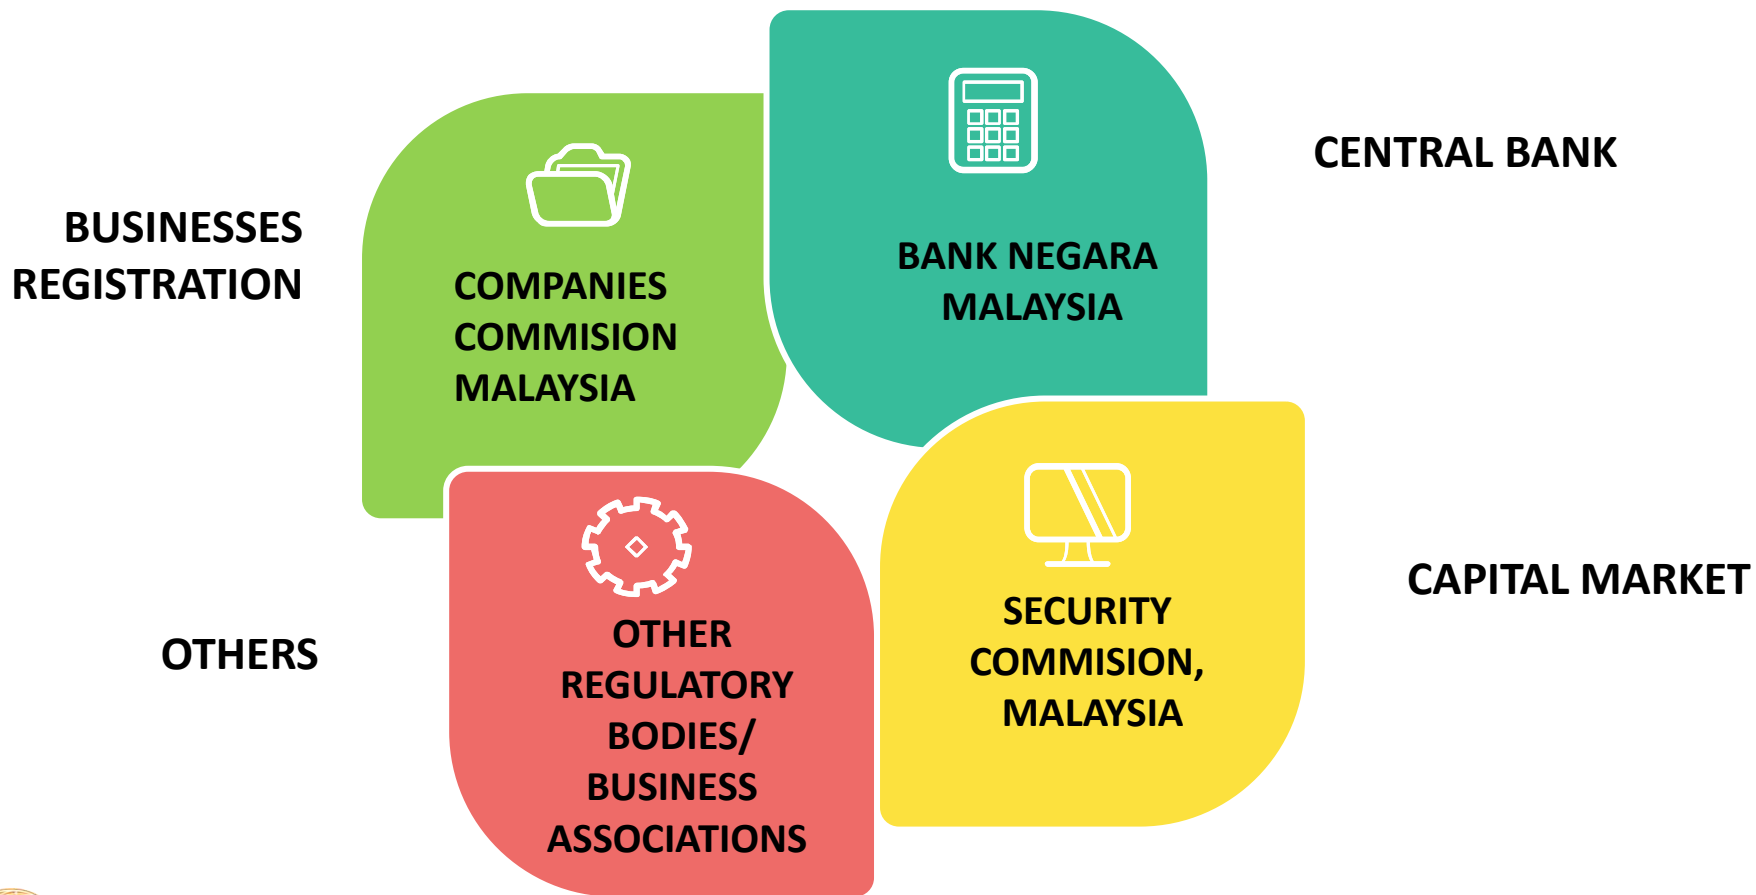 BUSINESSES
REGISTRATION
COMPANIES
COMMISION
MALAYSIA
BANK NEGARA
MALAYSIA
CENTRAL BANK
OTHERS
OTHER
REGULATORY
BODIES/
BUSINESS
ASSOCIATIONS
SECURITY
COMMISION,
MALAYSIA
CAPITAL MARKET